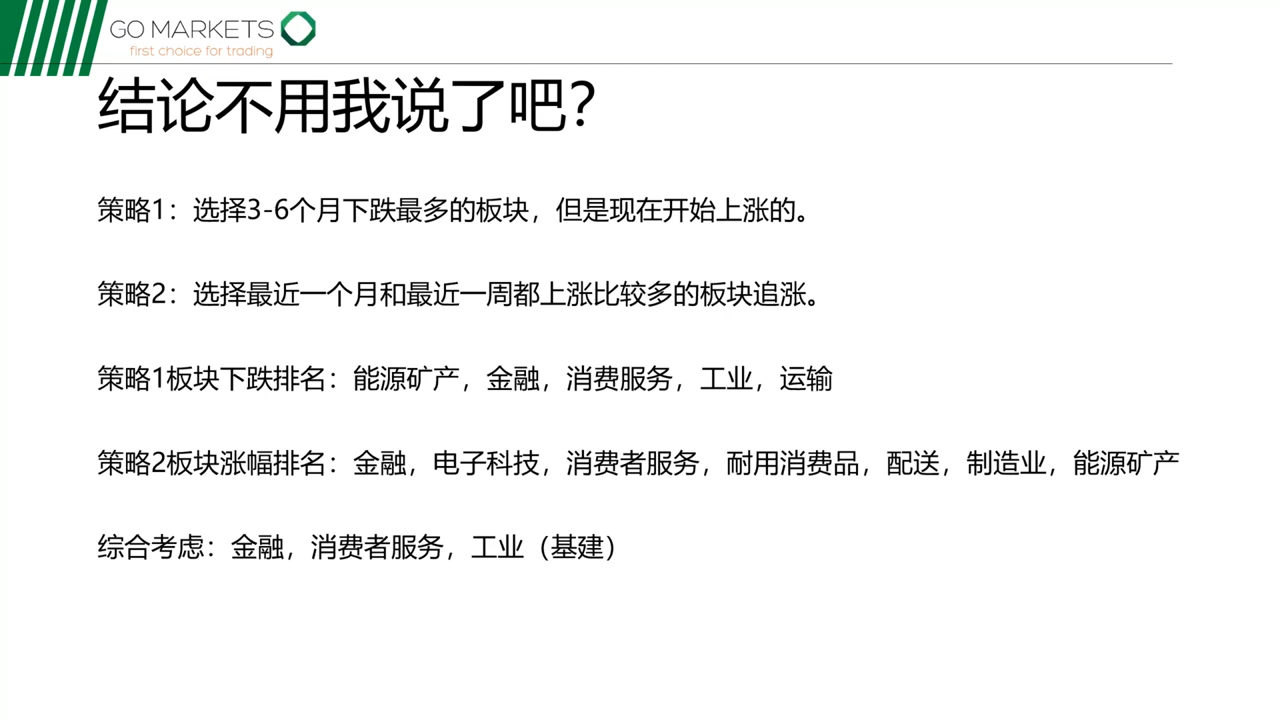 GO MARKETS
first choice for trading
结论不用我说了吧？
策略1：选择3-6个月下跌最多的板块，但是现在开始上涨的。
策略2：选择最近一个月和最近一周都上涨比较多的板块追涨。
策略1板块下跌排名：能源矿产，金融，消费服务，工业，运输
策略2板块涨幅排名：金融，电子科技，消费者服务，耐用消费品，配送，制造业，能源矿产
综合考虑：金融，消费者服务，工业（基建）